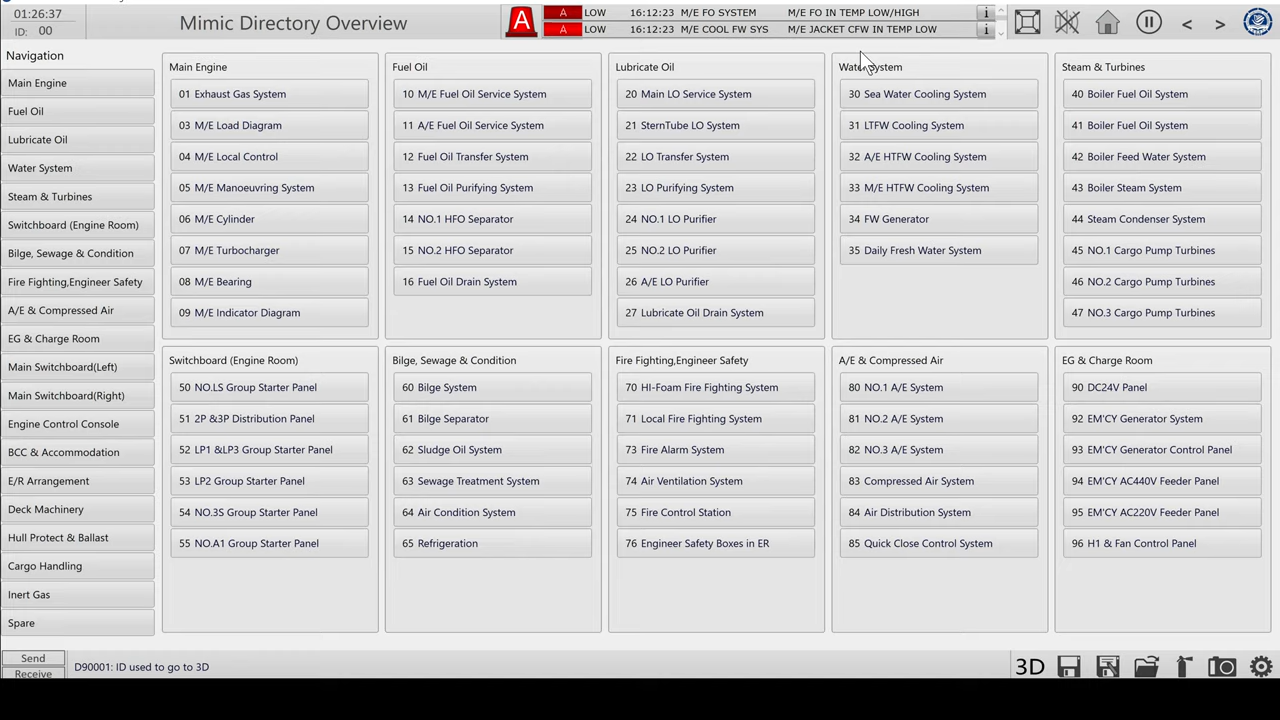 01:26:37
ID: 00
Mimic Directory Overview
A
A LOW 16:12:23 M/E FO SYSTEM M/E FO IN TEMP LOW/HIGH i
A LOW 16:12:23 M/E COOL FW SYS M/E JACKET CFW IN TEMP LOW i
Navigation
Main Engine
Fuel Oil
Lubricate Oil
Water System
Steam & Turbines
Switchboard (Engine Room)
Bilge, Sewage & Condition
Fire Fighting,Engineer Safety
A/E & Compressed Air
EG & Charge Room
Main Switchboard(Left)
Main Switchboard(Right)
Engine Control Console
BCC & Accommodation
E/R Arrangement
Deck Machinery
Hull Protect & Ballast
Cargo Handling
Inert Gas
Spare
Main Engine
01 Exhaust Gas System
03 M/E Load Diagram
04 M/E Local Control
05 M/E Manoeuvring System
06 M/E Cylinder
07 M/E Turbocharger
08 M/E Bearing
09 M/E Indicator Diagram
Fuel Oil
10 M/E Fuel Oil Service System
11 A/E Fuel Oil Service System
12 Fuel Oil Transfer System
13 Fuel Oil Purifying System
14 NO.1 HFO Separator
15 NO.2 HFO Separator
16 Fuel Oil Drain System
Lubricate Oil
20 Main LO Service System
21 SternTube LO System
22 LO Transfer System
23 LO Purifying System
24 NO.1 LO Purifier
25 NO.2 LO Purifier
26 A/E LO Purifier
27 Lubricate Oil Drain System
Water System
30 Sea Water Cooling System
31 LTFW Cooling System
32 A/E HTFW Cooling System
33 M/E HTFW Cooling System
34 FW Generator
35 Daily Fresh Water System
Steam & Turbines
40 Boiler Fuel Oil System
41 Boiler Fuel Oil System
42 Boiler Feed Water System
43 Boiler Steam System
44 Steam Condenser System
45 NO.1 Cargo Pump Turbines
46 NO.2 Cargo Pump Turbines
47 NO.3 Cargo Pump Turbines
Switchboard (Engine Room)
50 NO.LS Group Starter Panel
51 2P &3P Distribution Panel
52 LP1 &LP3 Group Starter Panel
53 LP2 Group Starter Panel
54 NO.3S Group Starter Panel
55 NO.A1 Group Starter Panel
Bilge, Sewage & Condition
60 Bilge System
61 Bilge Separator
62 Sludge Oil System
63 Sewage Treatment System
64 Air Condition System
65 Refrigeration
Fire Fighting,Engineer Safety
70 HI-Foam Fire Fighting System
71 Local Fire Fighting System
73 Fire Alarm System
74 Air Ventilation System
75 Fire Control Station
76 Engineer Safety Boxes in ER
A/E & Compressed Air
80 NO.1 A/E System
81 NO.2 A/E System
82 NO.3 A/E System
83 Compressed Air System
84 Air Distribution System
85 Quick Close Control System
EG & Charge Room
90 DC24V Panel
92 EM'CY Generator System
93 EM'CY Generator Control Panel
94 EM'CY AC440V Feeder Panel
95 EM'CY AC220V Feeder Panel
96 H1 & Fan Control Panel
Send
Receive
D90001: ID used to go to 3D
3D